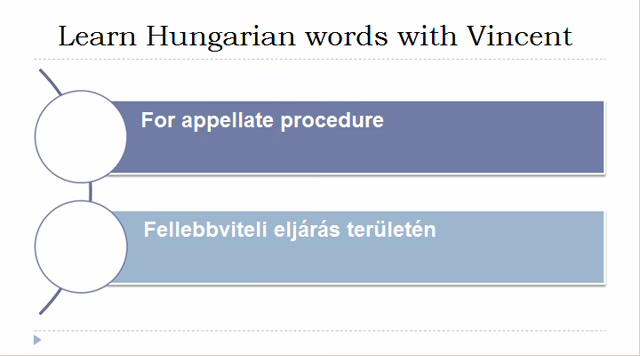 Learn Hungarian words with Vincent
For appellate procedure
Fellebbviteli eljárás területén